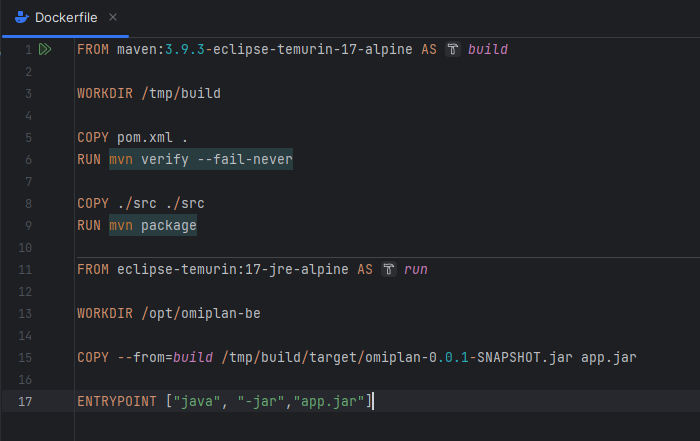 Dockerfile ×
1 FROM maven:3.9.3-eclipse-temurin-17-alpine AS build
2
3 WORKDIR /tmp/build
4
5 COPY pom.xml .
6 RUN mvn verify --fail-never
7
8 COPY ./src ./src
9 RUN mvn package
10
11 FROM eclipse-temurin:17-jre-alpine AS run
12
13 WORKDIR /opt/omiplan-be
14
15 COPY --from=build /tmp/build/target/omiplan-0.0.1-SNAPSHOT.jar app.jar
16
17 ENTRYPOINT ["java", "-jar","app.jar"]